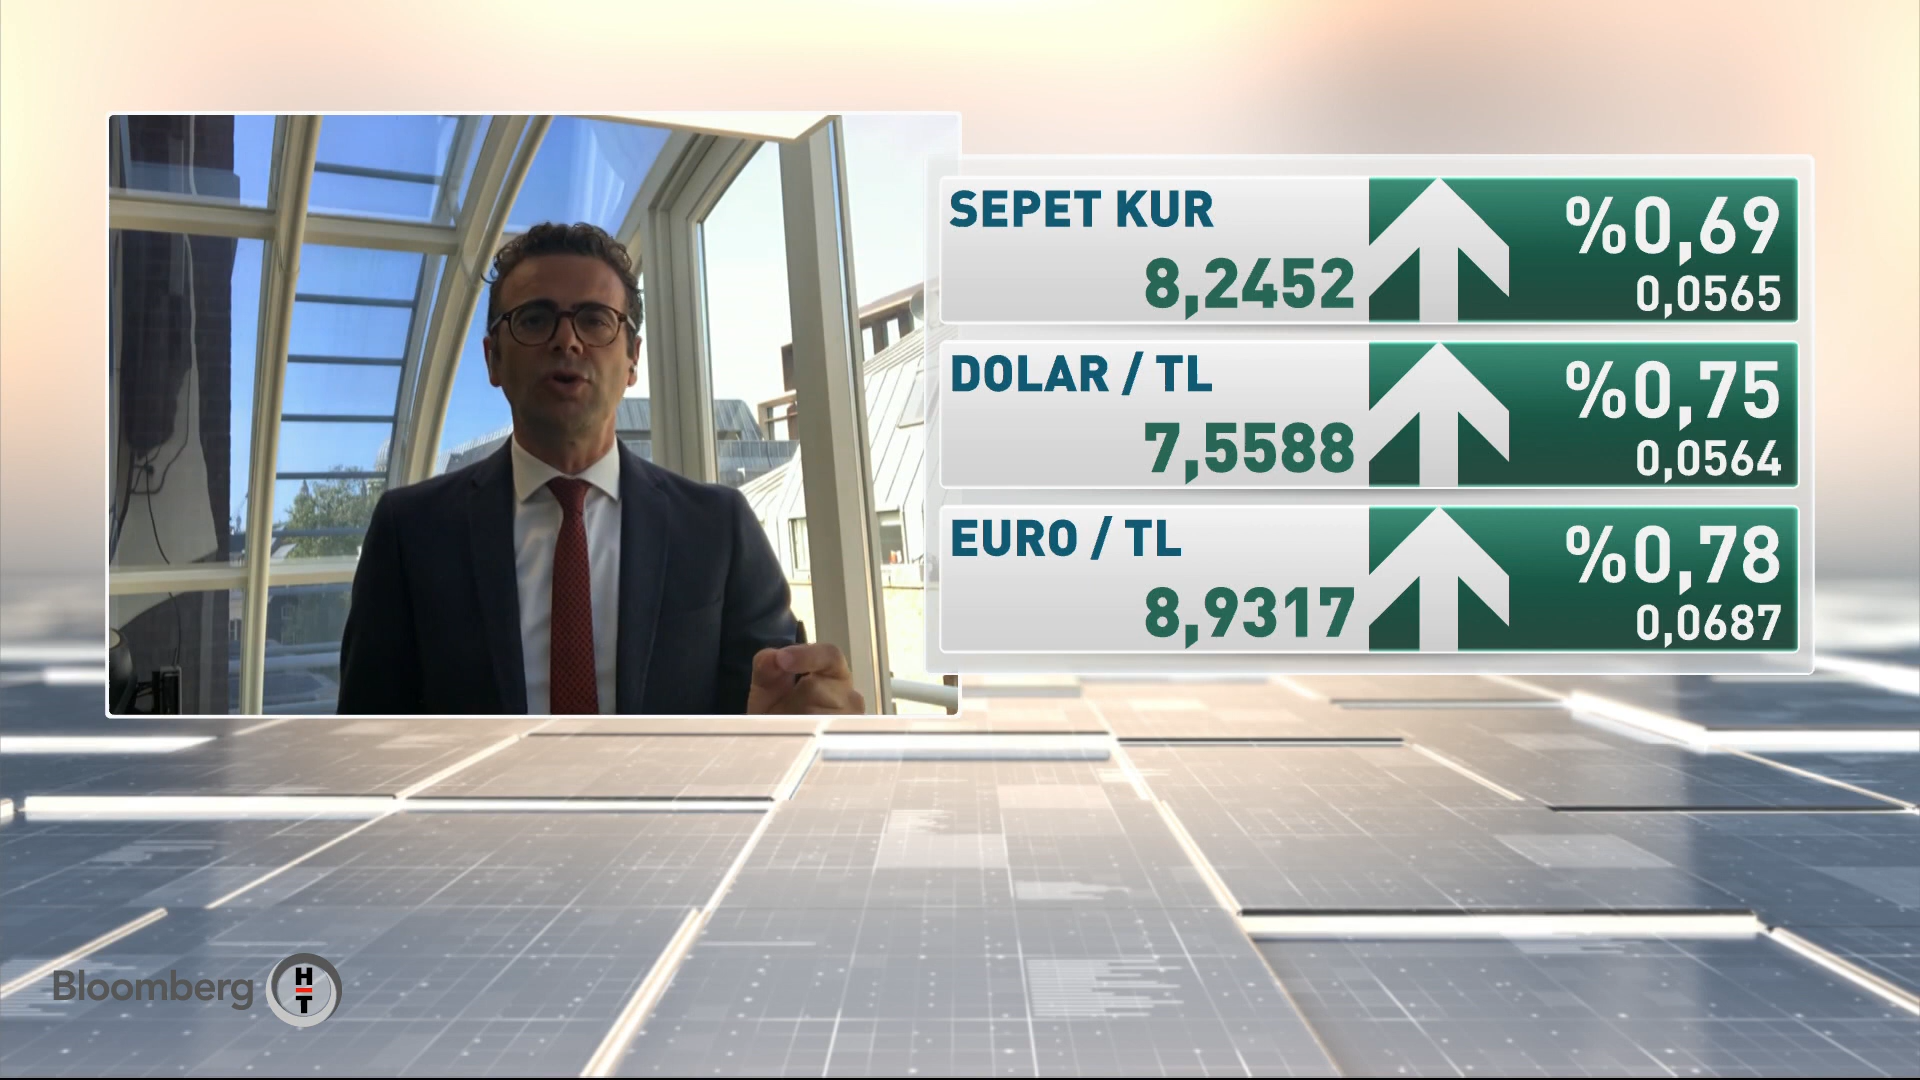 SEPET KUR
8,2452
%0,69
0,0565
DOLAR / TL
7,5588
%0,75
0,0564
EURO / TL
8,9317
%0,78
0,0687
Bloomberg HT